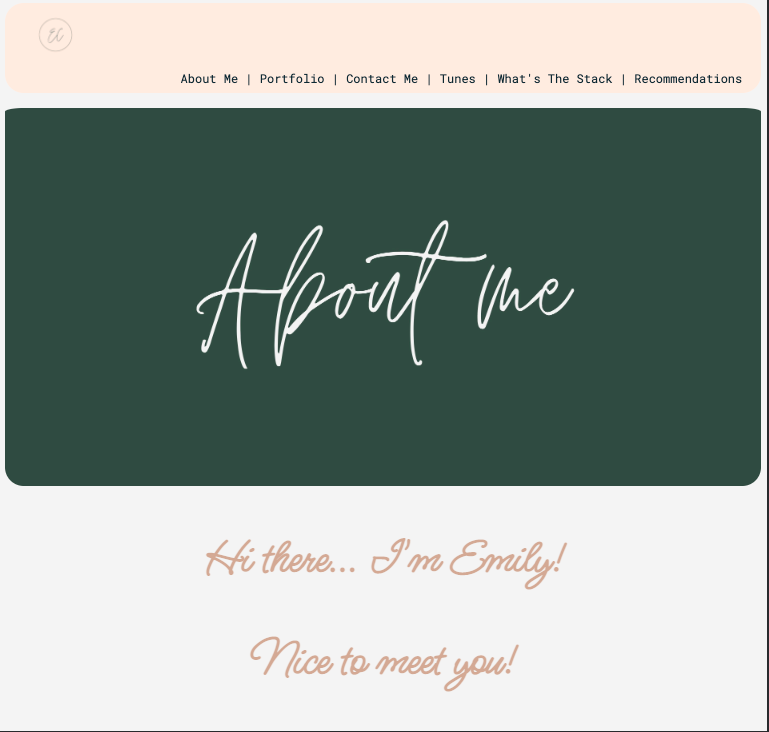 EC
About Me | Portfolio | Contact Me | Tunes | What's The Stack | Recommendations
About me
Hi there... I'm Emily!
Nice to meet you!